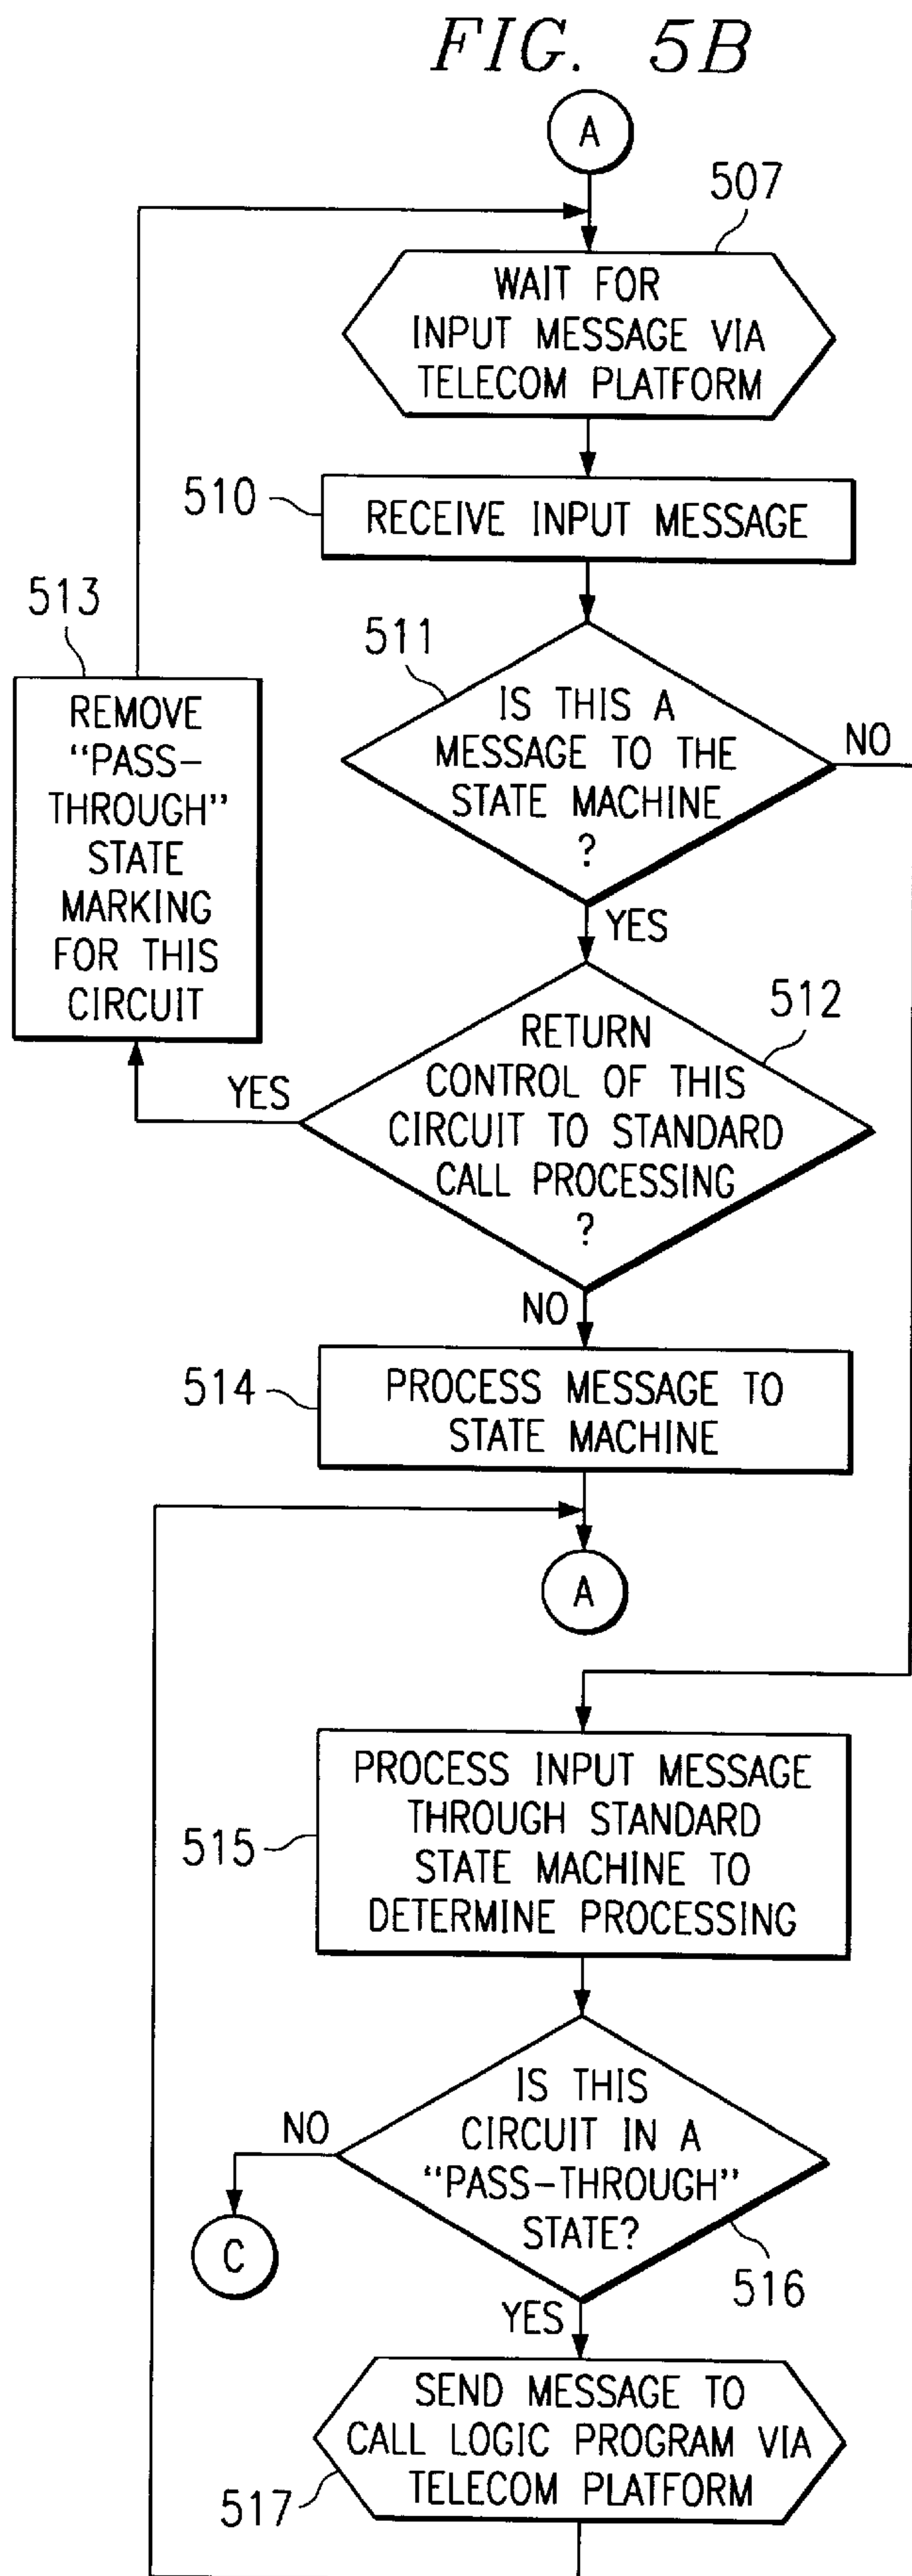 FIG. 5B
A
507
WAIT FOR
INPUT MESSAGE VIA
TELECOM PLATFORM
510
RECEIVE INPUT MESSAGE
513
REMOVE
"PASS-
THROUGH"
STATE
MARKING
FOR THIS
CIRCUIT
511
IS THIS A
MESSAGE TO THE
STATE MACHINE
?
NO
YES
512
RETURN
CONTROL OF THIS
CIRCUIT TO STANDARD
CALL PROCESSING
?
YES
NO
514
PROCESS MESSAGE TO
STATE MACHINE
A
515
PROCESS INPUT MESSAGE
THROUGH STANDARD
STATE MACHINE TO
DETERMINE PROCESSING
IS THIS
CIRCUIT IN A
"PASS-THROUGH"
STATE?
NO
C
516
YES
SEND MESSAGE TO
CALL LOGIC PROGRAM VIA
TELECOM PLATFORM
517